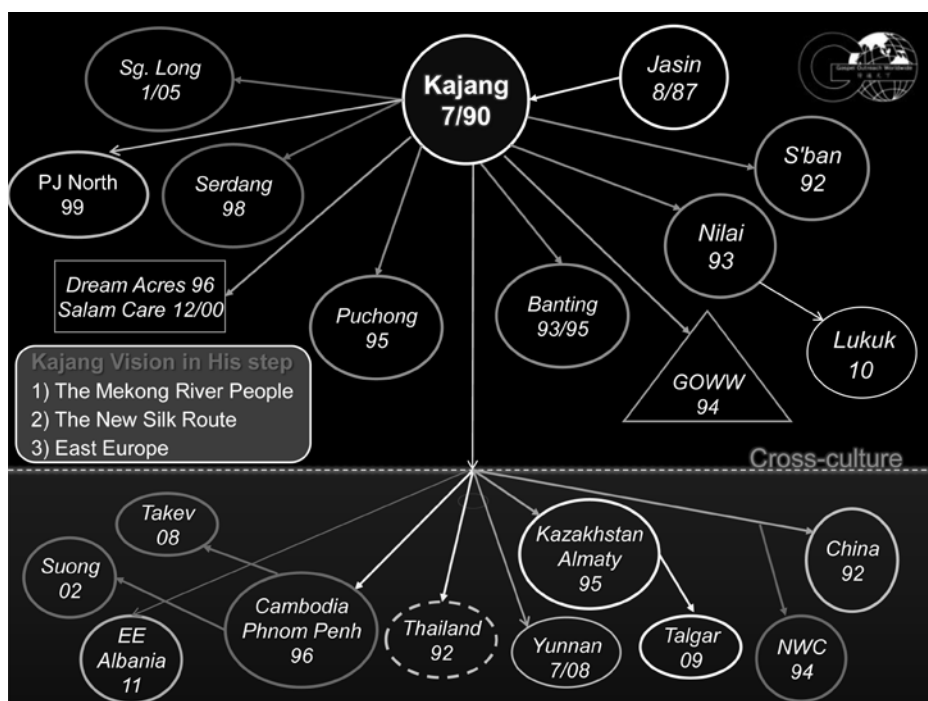 Sg. Long
1/05
Kajang
7/90
Jasin
8/87
Gospel Outreach Worldwide
PJ North
99
Serdang
98
S'ban
92
Nilai
93
Dream Acres 96
Salam Care 12/00
Puchong
95
Banting
93/95
GOWW
94
Lukuk
10
Kajang Vision in His step
1) The Mekong River People
2) The New Silk Route
3) East Europe
Cross-culture
Takev
08
Suong
02
EE
Albania
11
Cambodia
Phnom Penh
96
Thailand
92
Kazakhstan
Almaty
95
Yunnan
7/08
Talgar
09
China
92
NWC
94